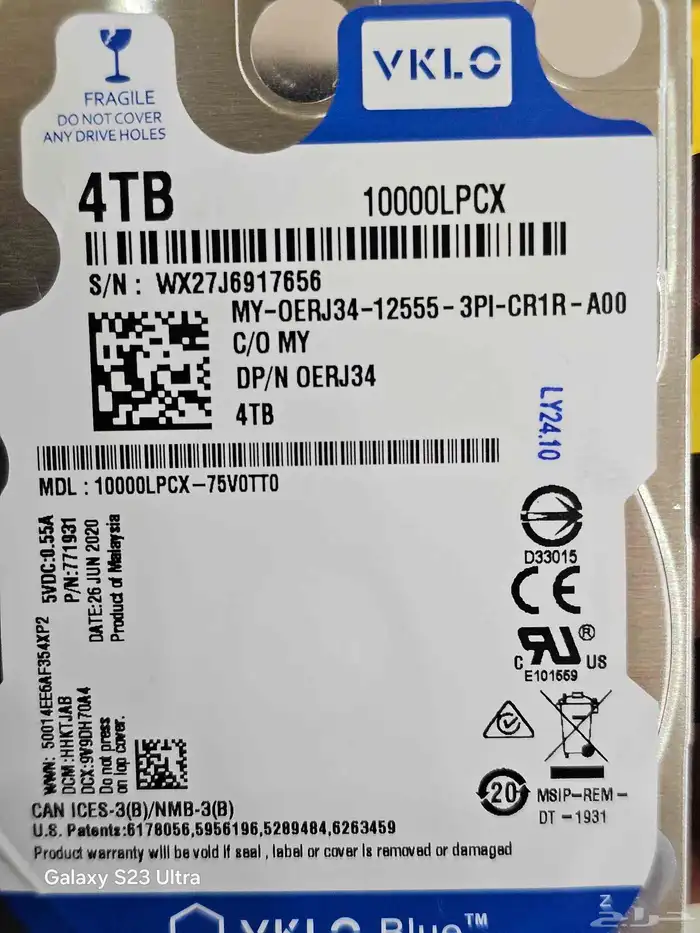 VKLO
FRAGILE
DO NOT COVER
ANY DRIVE HOLES
4TB
10000LPCX
S/N : WX27J6917656
MY-0ERJ34-12555-3PI-CR1R-A00
C/O MY
DP/N 0ERJ34
4TB
LY24.10
MDL : 10000LPCX-75V0TT0
5VDC:0.55A
P/N:771931
DATE:26 JUN 2020
Product of Malaysia
WWN: 50014EE6AF354XP2
DCM:HHKTJAB
DCX:9V9DH70A4
Do not press
on top cover.
D33015
CE
C RU ® US
E101559
20
MSIP-REM-
DT-1931
CAN ICES-3(B)/NMB-3(B)
U.S. Patents:6178056,5956196,5289484,6263459
Product warranty will be void if seal , label or cover is removed or damaged
Galaxy S23 Ultra
Z
حراج
VKLO Blue™